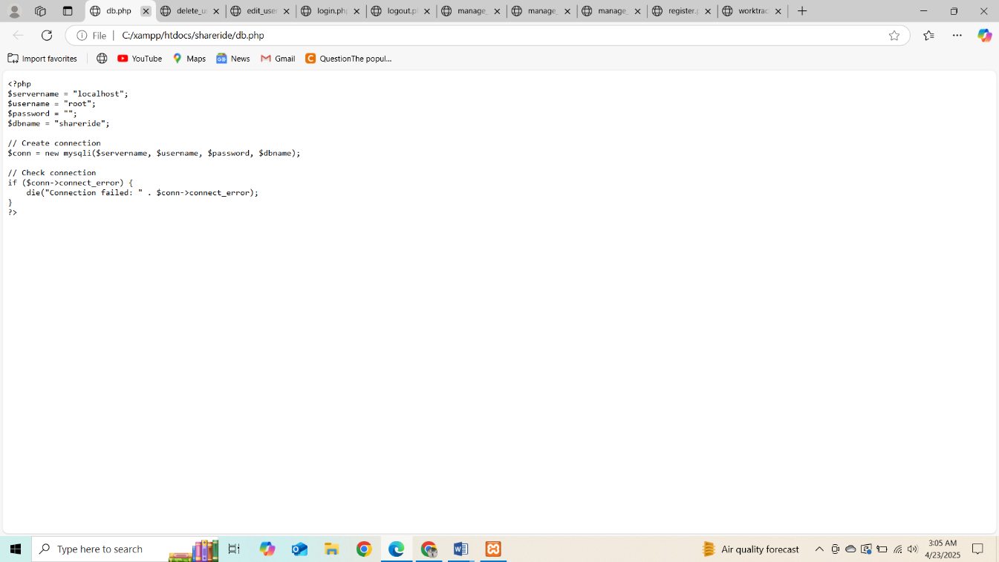 db.php
delete_u
edit_use
login.ph
logout.p
manage_
manage_
manage_
register.p
worktrac
File
C:/xampp/htdocs/shareride/db.php
Import favorites
YouTube
Maps
News
Gmail
QuestionThe popul...
<?php
$servername = "localhost";
$username = "root";
$password = "";
$dbname = "shareride";

// Create connection
$conn = new mysqli($servername, $username, $password, $dbname);

// Check connection
if ($conn->connect_error) {
    die("Connection failed: " . $conn->connect_error);
}
?>
Type here to search
Air quality forecast
3:05 AM
4/23/2025